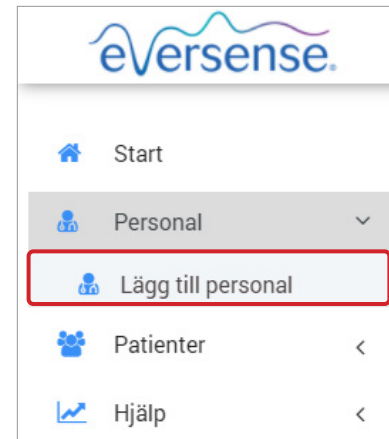 eversense.
Start
Personal
Lägg till personal
Patienter
Hjälp